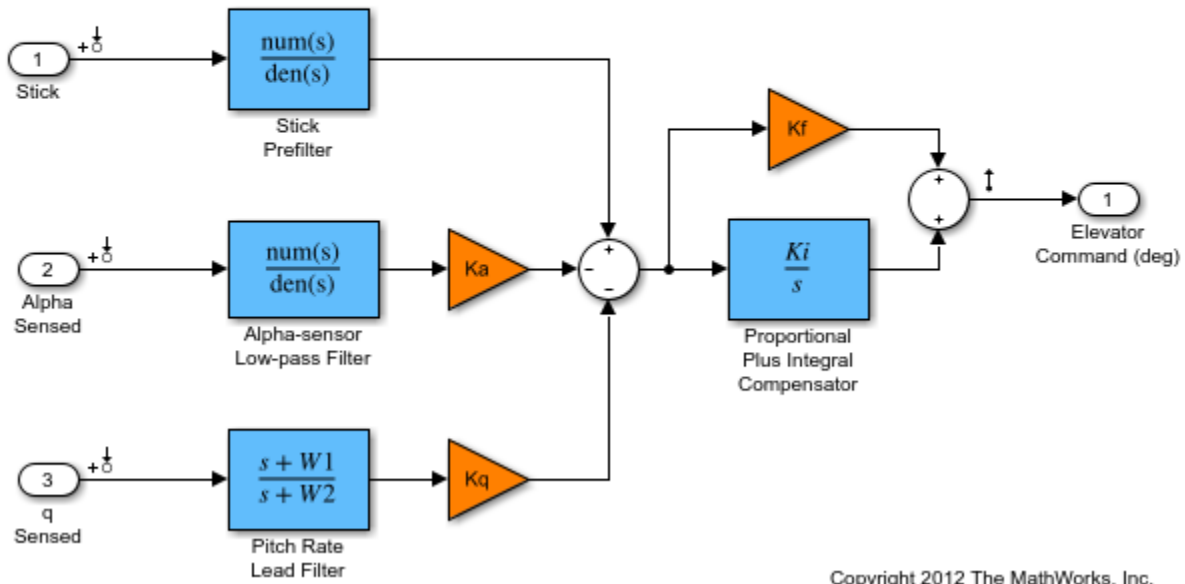 1
Stick
num(s)
den(s)
Stick
Prefilter
2
Alpha
Sensed
num(s)
den(s)
Alpha-sensor
Low-pass Filter
Ka
3
q
Sensed
s + W1
s + W2
Pitch Rate
Lead Filter
Kq
+
−
−
Kf
Ki
s
Proportional
Plus Integral
Compensator
+
+
1
Elevator
Command (deg)
+
+
+
Copyright 2012 The MathWorks, Inc.